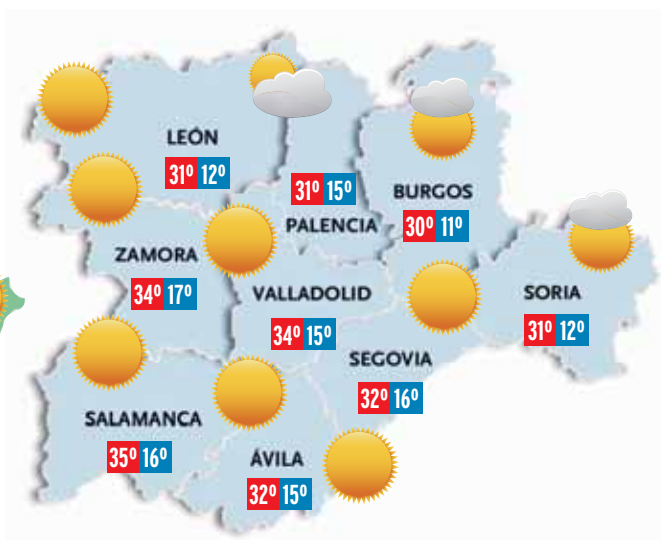 LEÓN
31º 12º
31º 15º
PALENCIA
BURGOS
30º 11º
ZAMORA
34º 17º
VALLADOLID
34º 15º
SORIA
31º 12º
SEGOVIA
32º 16º
SALAMANCA
35º 16º
ÁVILA
32º 15º